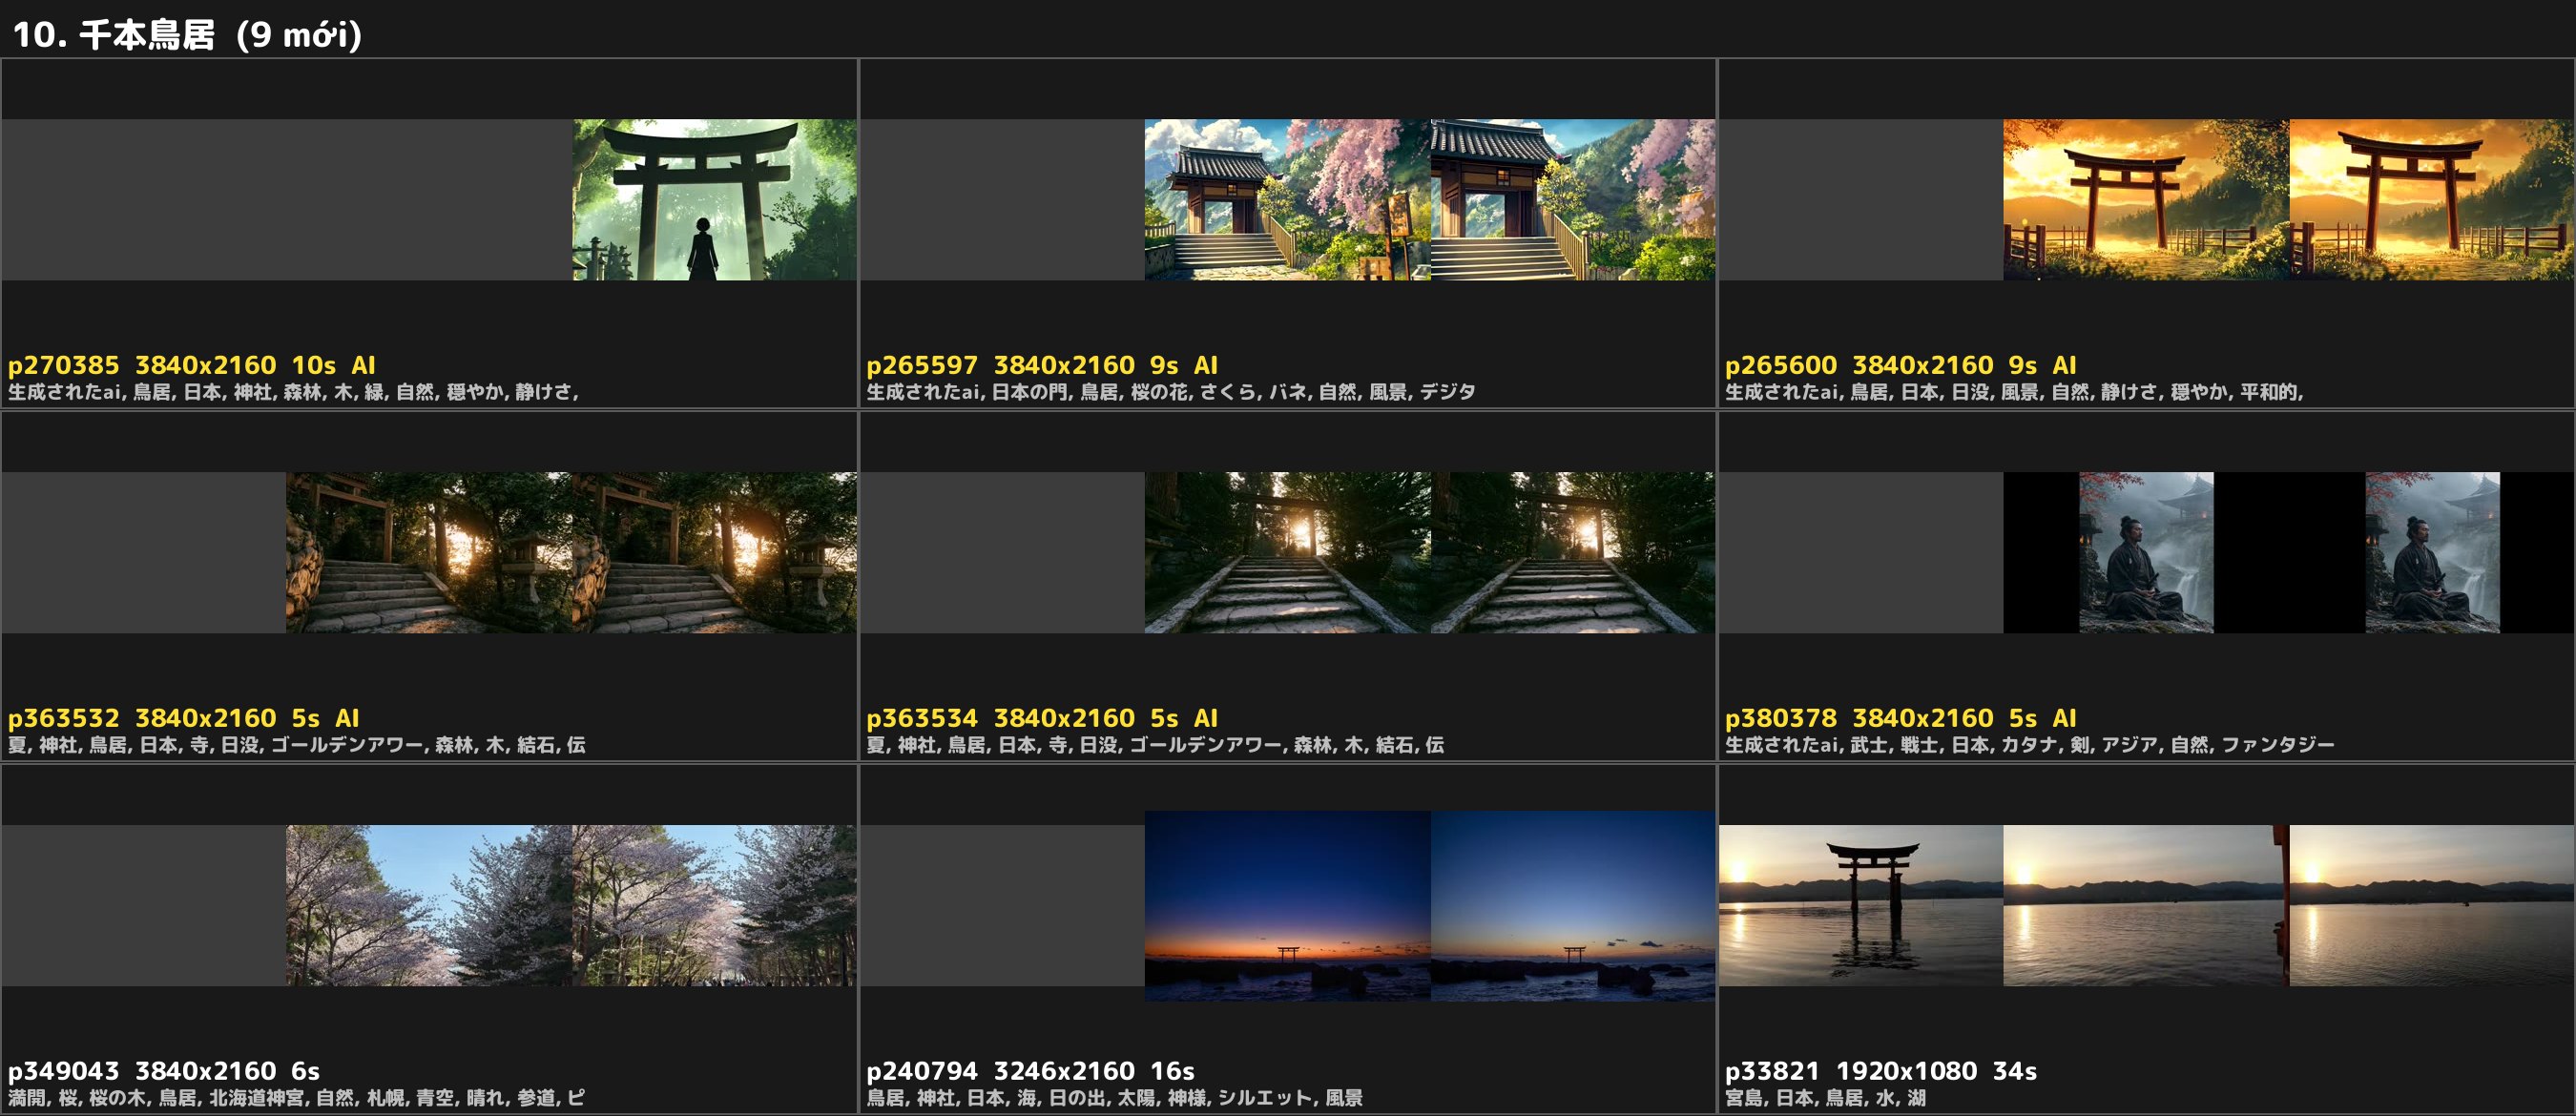 10. 千本鳥居 (9 mới)
p270385 3840x2160 10s AI
生成されたai, 鳥居, 日本, 神社, 森林, 木, 緑, 自然, 穏やか, 静けさ,
p265597 3840x2160 9s AI
生成されたai, 日本の門, 鳥居, 桜の花, さくら, バネ, 自然, 風景, デジタ
p265600 3840x2160 9s AI
生成されたai, 鳥居, 日本, 日没, 風景, 自然, 静けさ, 穏やか, 平和的,
p363532 3840x2160 5s AI
夏, 神社, 鳥居, 日本, 寺, 日没, ゴールデンアワー, 森林, 木, 結石, 伝
p363534 3840x2160 5s AI
夏, 神社, 鳥居, 日本, 寺, 日没, ゴールデンアワー, 森林, 木, 結石, 伝
p380378 3840x2160 5s AI
生成されたai, 武士, 戦士, 日本, カタナ, 剣, アジア, 自然, ファンタジー
p349043 3840x2160 6s
満開, 桜, 桜の木, 鳥居, 北海道神宮, 自然, 札幌, 青空, 晴れ, 参道, ピ
p240794 3246x2160 16s
鳥居, 神社, 日本, 海, 日の出, 太陽, 神様, シルエット, 風景
p33821 1920x1080 34s
宮島, 日本, 鳥居, 水, 湖